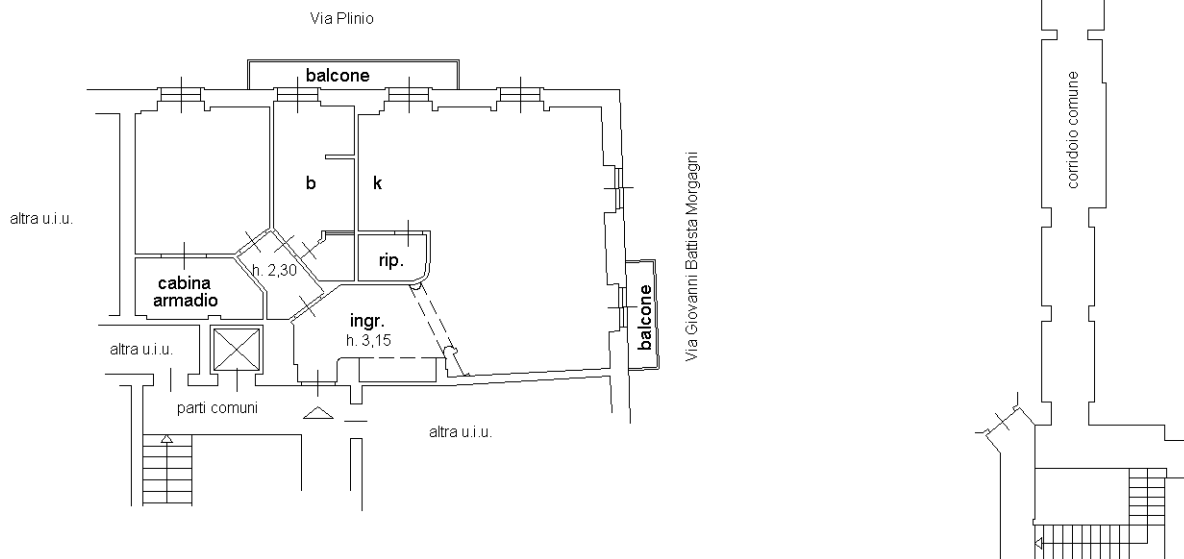 Via Plinio
balcone
corridoio comune
b
k
Via Giovanni Battista Morgagni
altra u.i.u.
h. 2,30
rip.
cabina
armadio
balcone
ingr.
h. 3,15
altra u.i.u.
parti comuni
altra u.i.u.